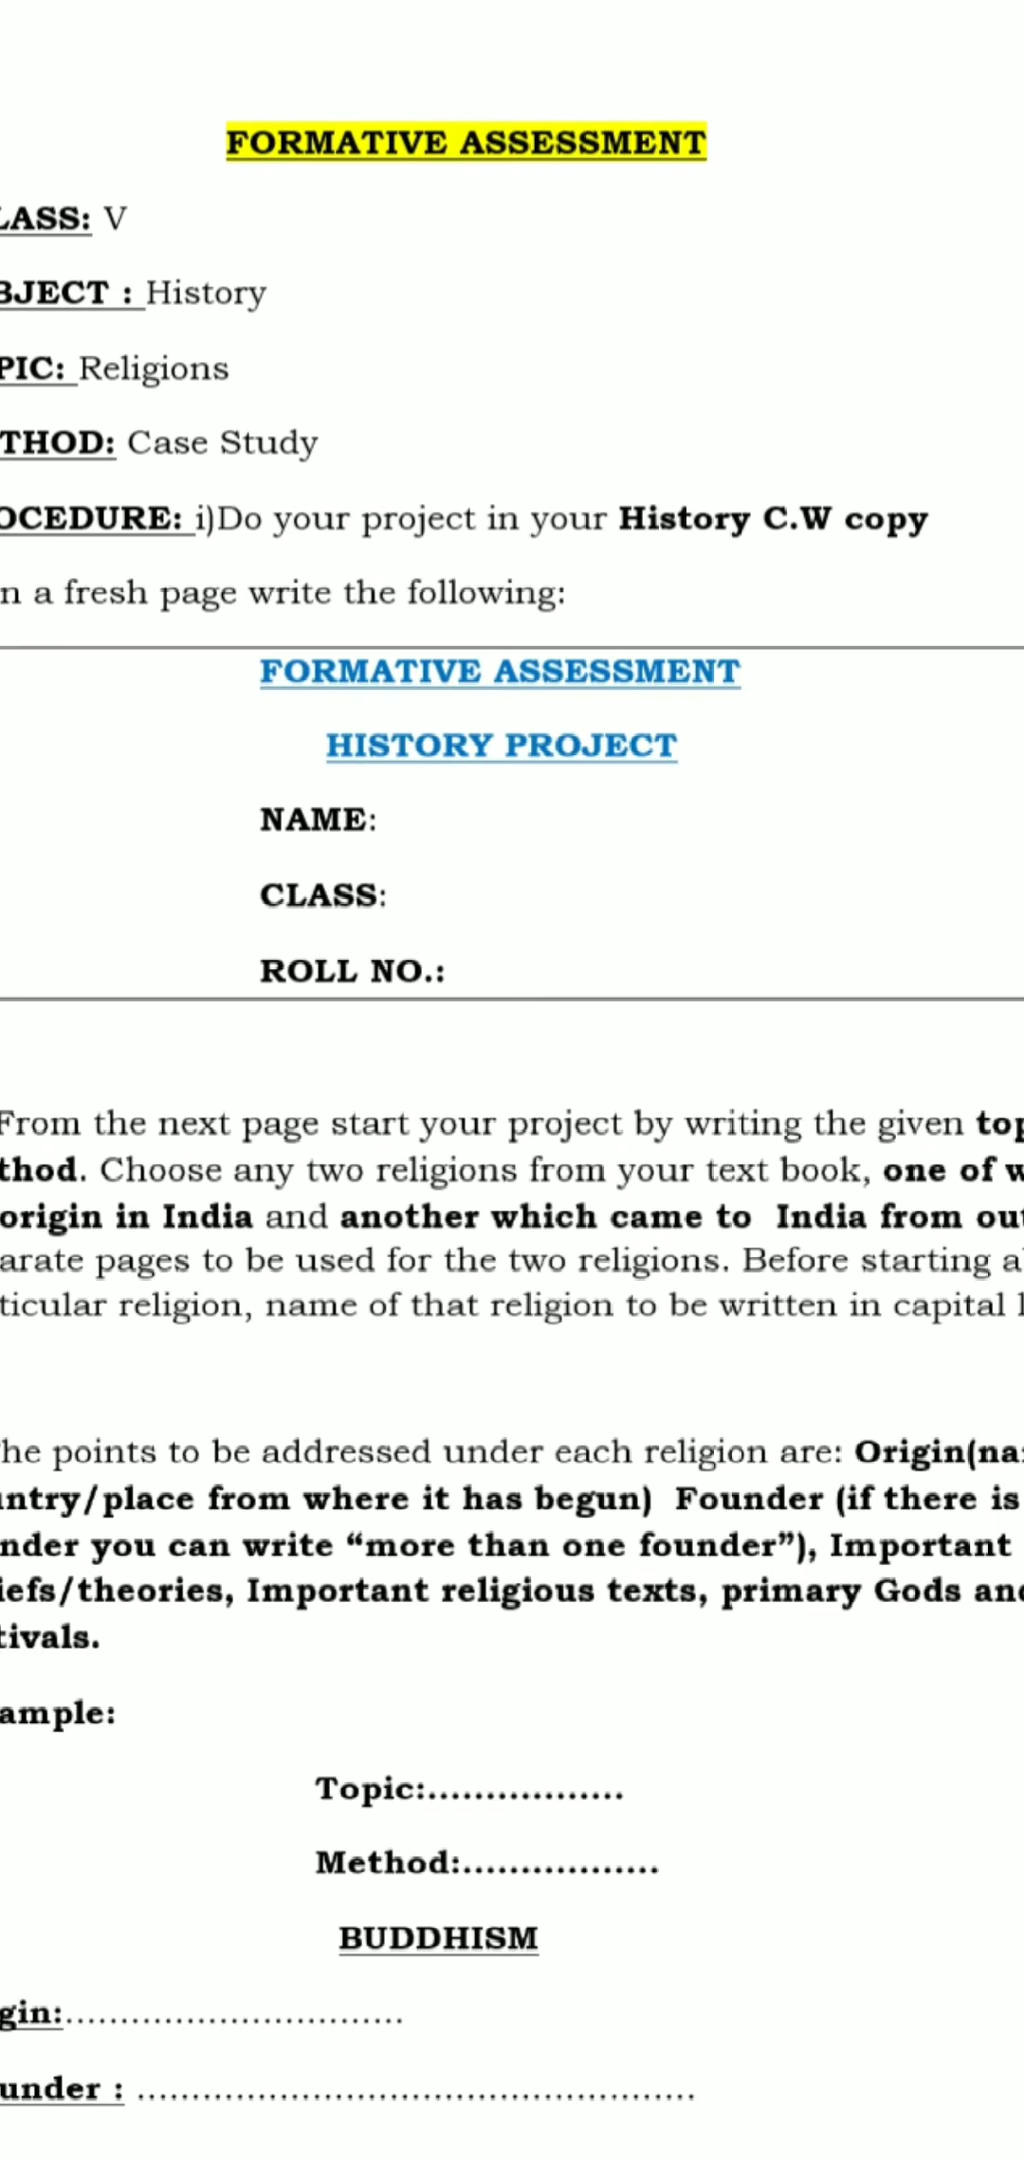 FORMATIVE ASSESSMENT
LASS: V
BJECT : History
PIC: Religions
THOD: Case Study
OCEDURE: i)Do your project in your History C.W copy
n a fresh page write the following:
FORMATIVE ASSESSMENT
HISTORY PROJECT
NAME:
CLASS:
ROLL NO.:
From the next page start your project by writing the given top
thod. Choose any two religions from your text book, one of w
origin in India and another which came to India from out
arate pages to be used for the two religions. Before starting a
ticular religion, name of that religion to be written in capital l
he points to be addressed under each religion are: Origin(na
ntry/place from where it has begun) Founder (if there is
nder you can write “more than one founder”), Important
iefs/theories, Important religious texts, primary Gods and
tivals.
ample:
Topic:.................
Method:.................
BUDDHISM
gin:...............................
under : ...................................................